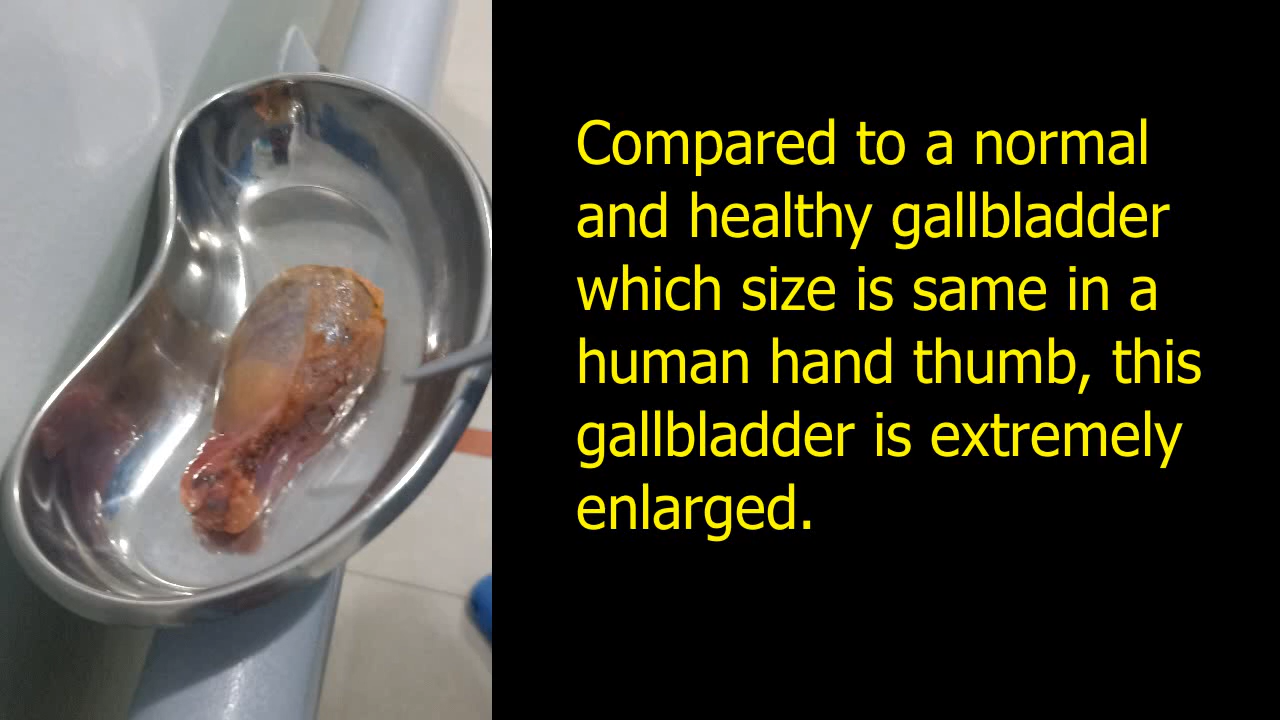 Compared to a normal
and healthy gallbladder
which size is same in a
human hand thumb, this
gallbladder is extremely
enlarged.